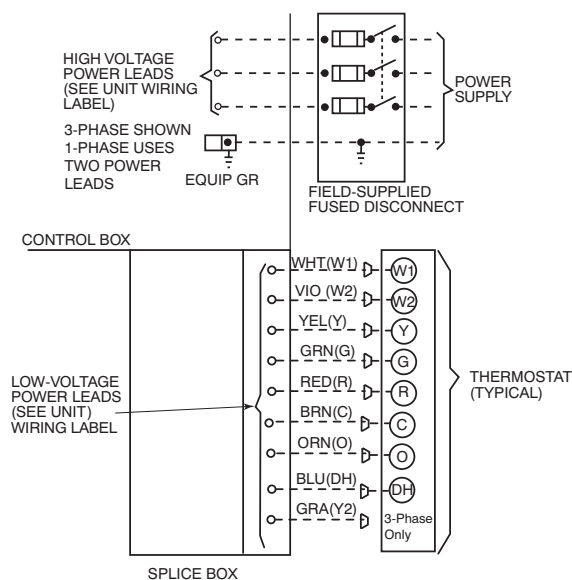 HIGH VOLTAGE
POWER LEADS
(SEE UNIT WIRING
LABEL)
POWER
SUPPLY
3-PHASE SHOWN
1-PHASE USES
TWO POWER
LEADS
EQUIP GR
FIELD-SUPPLIED
FUSED DISCONNECT
CONTROL BOX
WHT(W1)
W1
VIO (W2)
W2
YEL(Y)
Y
GRN(G)
G
RED(R)
R
BRN(C)
C
ORN(O)
O
BLU(DH)
DH
GRA(Y2)
3-Phase
Only
LOW-VOLTAGE
POWER LEADS
(SEE UNIT)
WIRING LABEL
THERMOSTAT
(TYPICAL)
SPLICE BOX